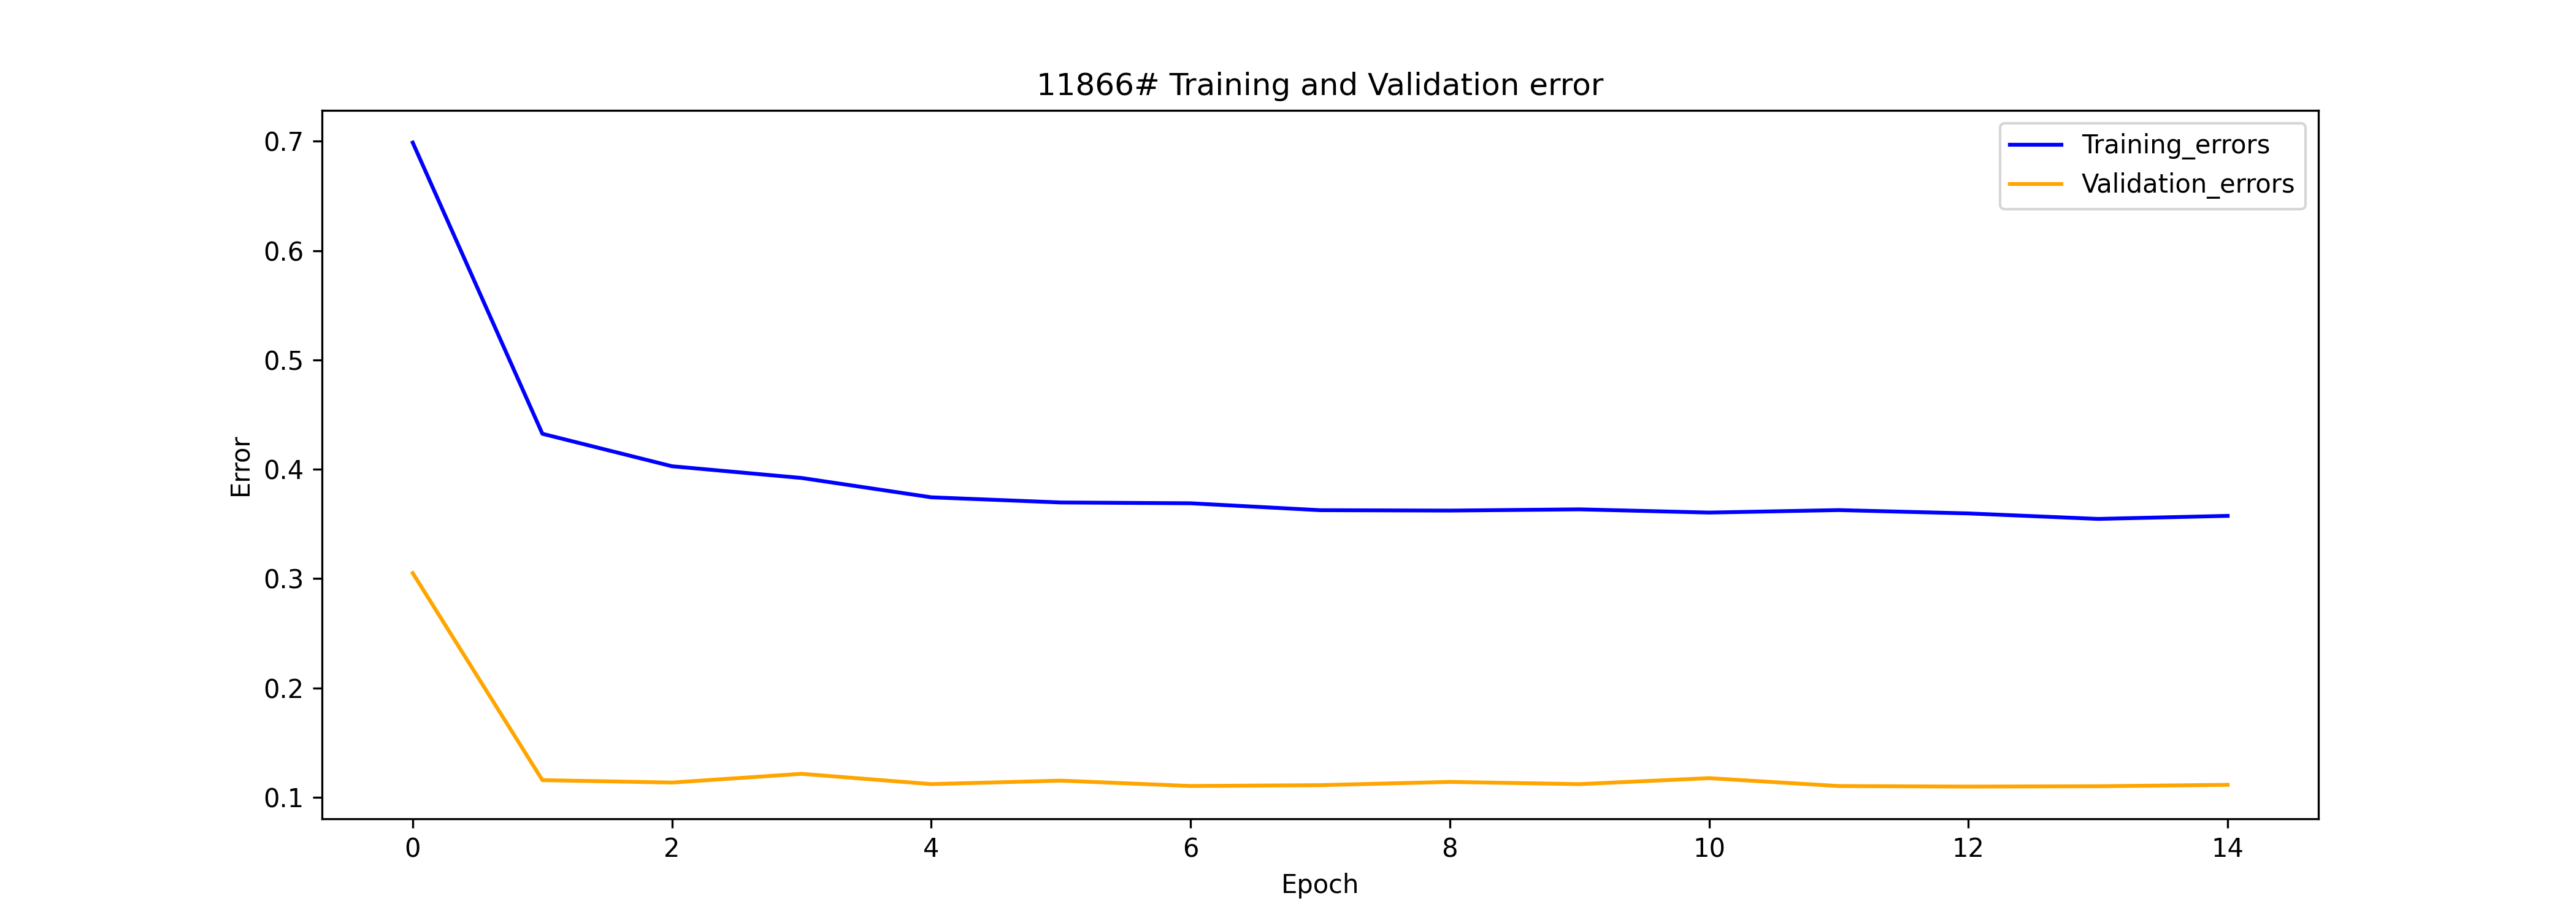 11866# Training and Validation error
Training_errors
Validation_errors
0.7
0.6
0.5
0.4
0.3
0.2
0.1
Error
0 2 4 6 8 10 12 14
Epoch